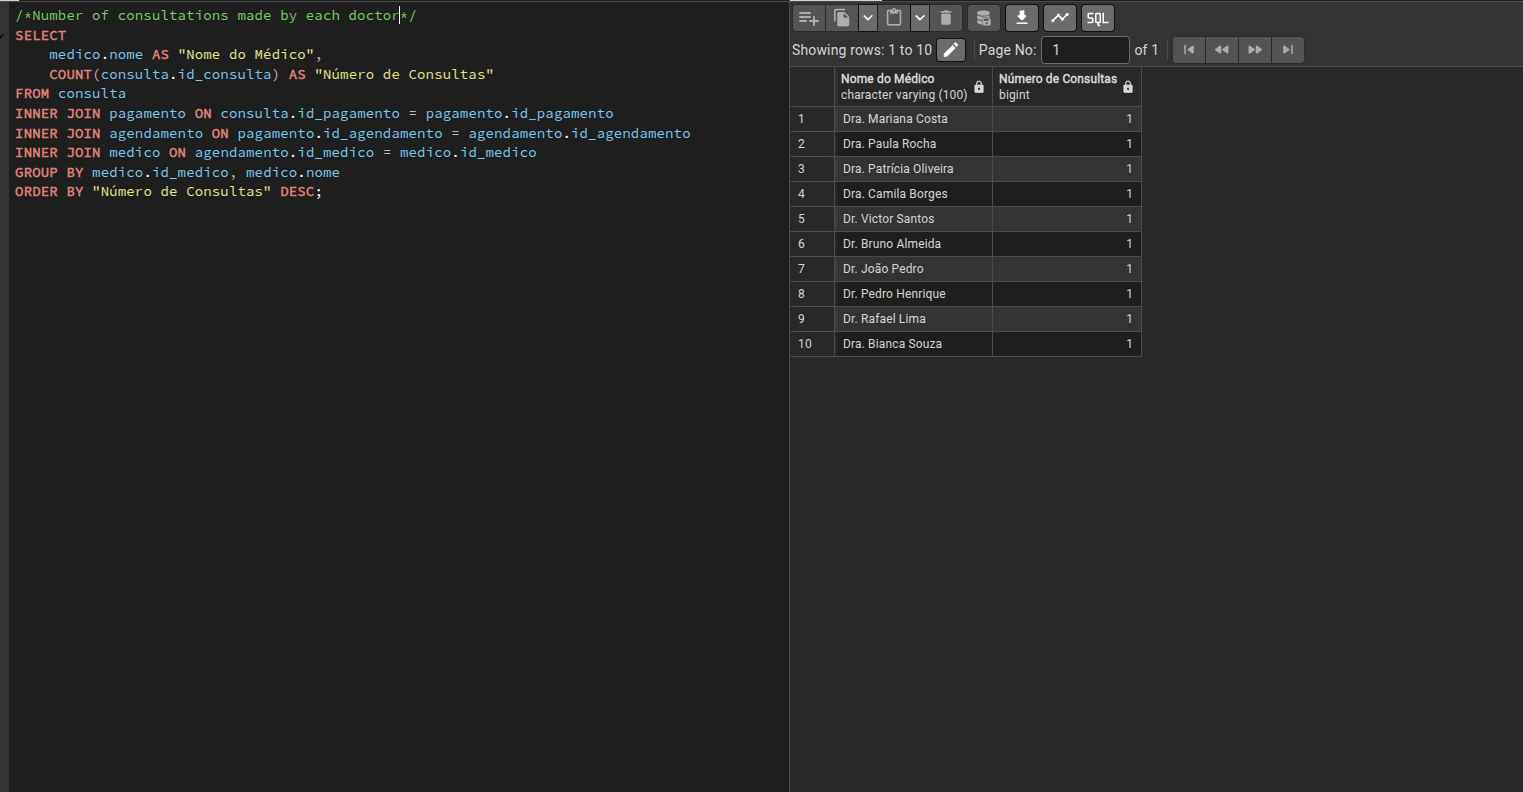 /*Number of consultations made by each doctor*/
SELECT
medico.nome AS "Nome do Médico",
COUNT(consulta.id_consulta) AS "Número de Consultas"
FROM consulta
INNER JOIN pagamento ON consulta.id_pagamento = pagamento.id_pagamento
INNER JOIN agendamento ON pagamento.id_agendamento = agendamento.id_agendamento
INNER JOIN medico ON agendamento.id_medico = medico.id_medico
GROUP BY medico.id_medico, medico.nome
ORDER BY "Número de Consultas" DESC;
SQL
Showing rows: 1 to 10 Page No: 1 of 1
Nome do Médico Número de Consultas
character varying (100) bigint
1 Dra. Mariana Costa 1
2 Dra. Paula Rocha 1
3 Dra. Patrícia Oliveira 1
4 Dra. Camila Borges 1
5 Dr. Victor Santos 1
6 Dr. Bruno Almeida 1
7 Dr. João Pedro 1
8 Dr. Pedro Henrique 1
9 Dr. Rafael Lima 1
10 Dra. Bianca Souza 1